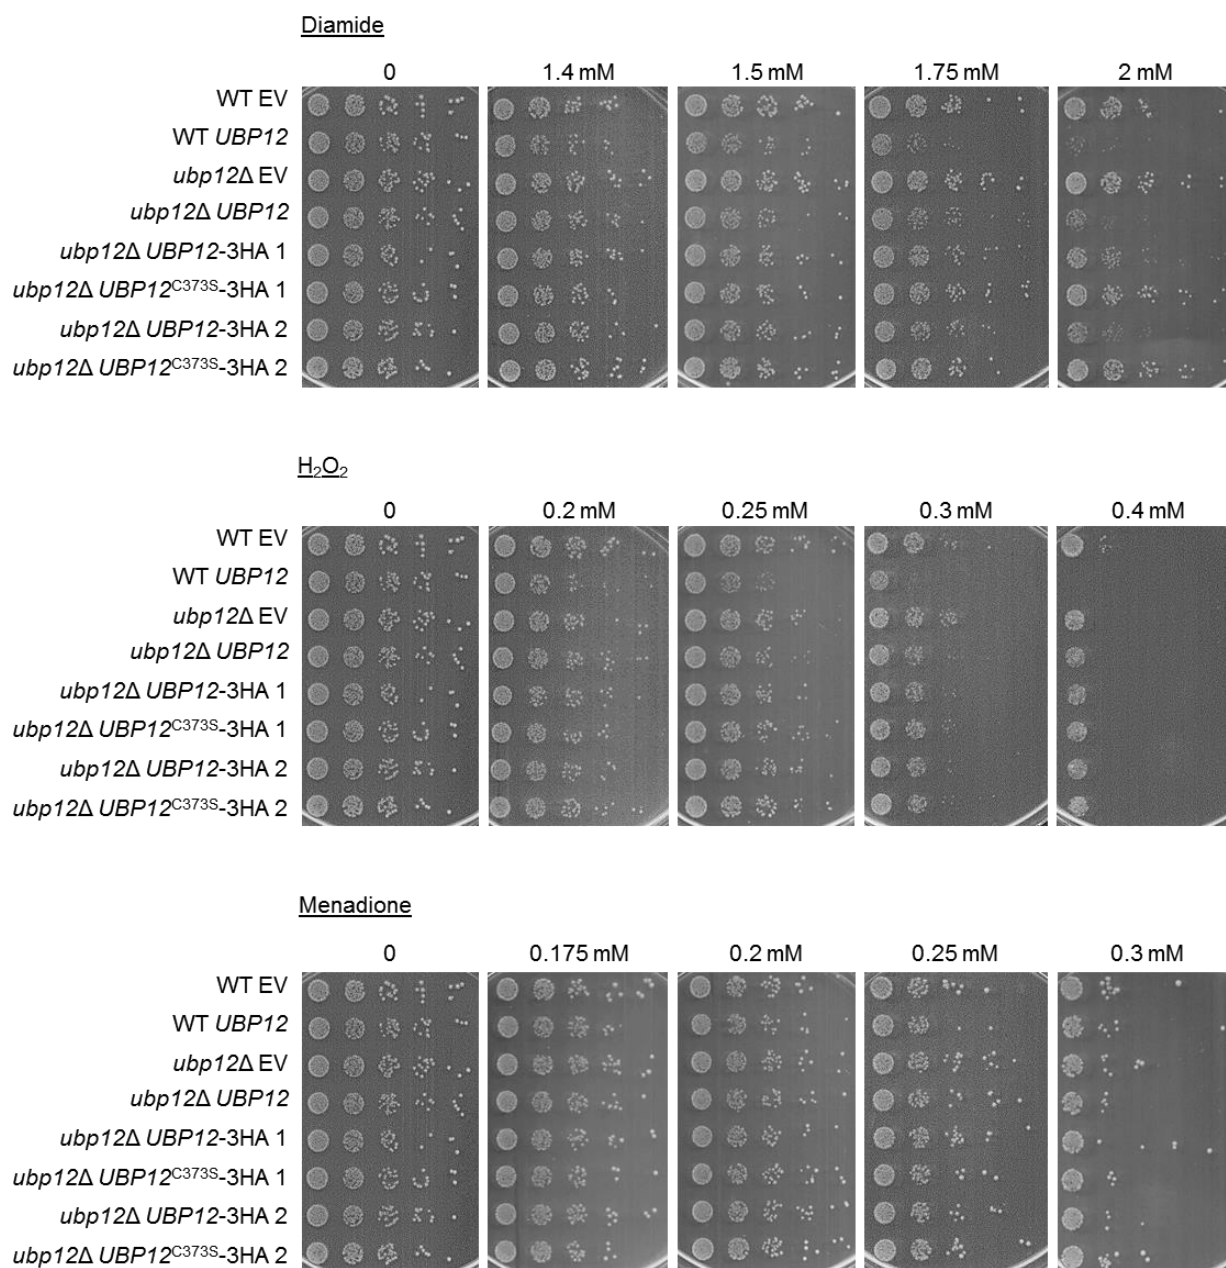 Diamide
0 1.4 mM 1.5 mM 1.75 mM 2 mM
WT EV
WT UBP12
ubp12Δ EV
ubp12Δ UBP12
ubp12Δ UBP12-3HA 1
ubp12Δ UBP12C373S-3HA 1
ubp12Δ UBP12-3HA 2
ubp12Δ UBP12C373S-3HA 2
H2O2
0 0.2 mM 0.25 mM 0.3 mM 0.4 mM
WT EV
WT UBP12
ubp12Δ EV
ubp12Δ UBP12
ubp12Δ UBP12-3HA 1
ubp12Δ UBP12C373S-3HA 1
ubp12Δ UBP12-3HA 2
ubp12Δ UBP12C373S-3HA 2
Menadione
0 0.175 mM 0.2 mM 0.25 mM 0.3 mM
WT EV
WT UBP12
ubp12Δ EV
ubp12Δ UBP12
ubp12Δ UBP12-3HA 1
ubp12Δ UBP12C373S-3HA 1
ubp12Δ UBP12-3HA 2
ubp12Δ UBP12C373S-3HA 2